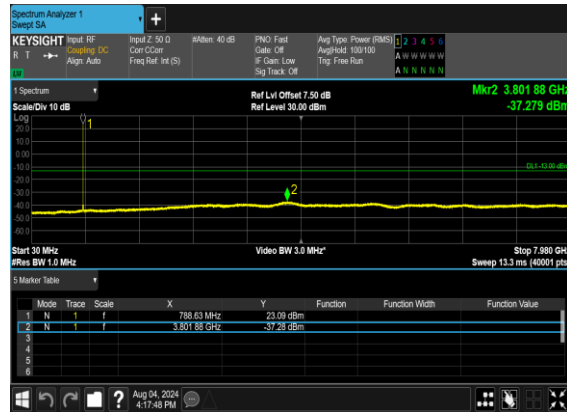 Spectrum Analyzer 1
Swept SA
+
KEYSIGHT Input: RF Input Z: 50 Ω #Atten: 40 dB PNO: Fast Avg Type: Power (RMS) 1 2 3 4 5 6
R T Coupling: DC Corr CCorr Gate: Off Avg|Hold: 100/100 A W W W W W
Align: Auto Freq Ref: Int (S) IF Gain: Low Trig: Free Run
Sig Track: Off A N N N N N
LW
1 Spectrum Ref Lvl Offset 7.50 dB Mkr2 3.801 88 GHz
Scale/Div 10 dB Ref Level 30.00 dBm -37.279 dBm
Log
1
20.0
10.0
0.00
-10.0 DL1 -13.00 dBm
-20.0
-30.0
2
-40.0
-50.0
-60.0
Start 30 MHz Video BW 3.0 MHz* Stop 7.980 GHz
#Res BW 1.0 MHz Sweep 13.3 ms (40001 pts)
5 Marker Table
Mode Trace Scale X Y Function Function Width Function Value
1 N 1 f 788.63 MHz 23.09 dBm
2 N 1 f 3.801 88 GHz -37.28 dBm
3
4
5
6
? Aug 04, 2024
4:17:48 PM